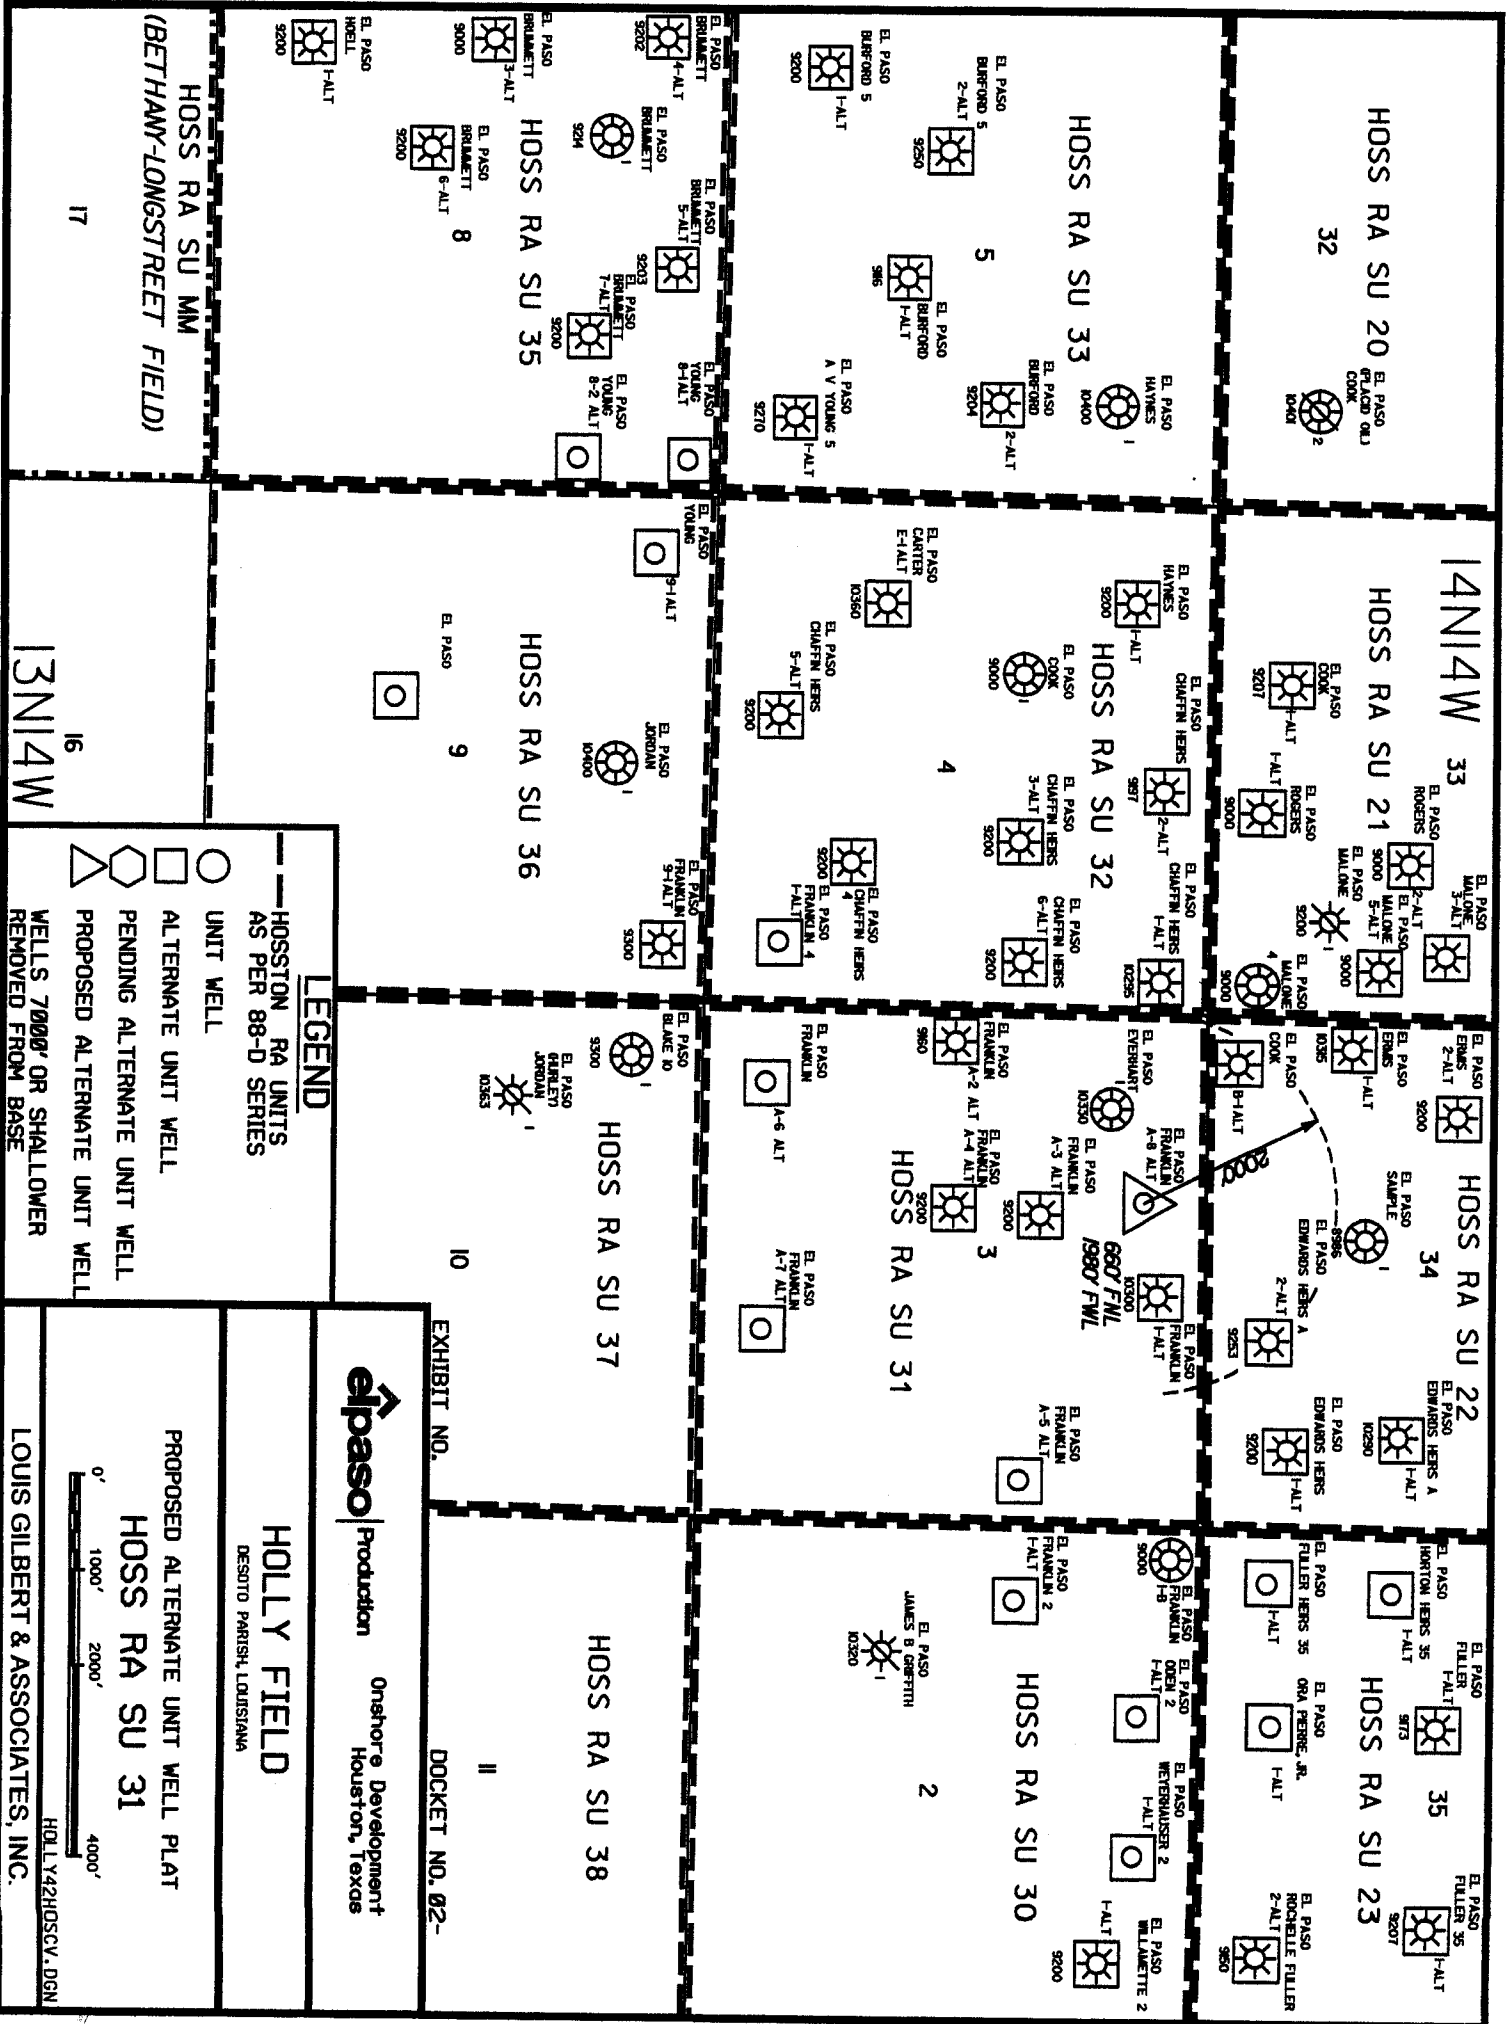 14N14W
HOSS RA SU 20
32
EL PASO
(PLACID OIL)
COOK
10401
2
HOSS RA SU 21
33
EL PASO
COOK
1-ALT
9207
EL PASO
ROGERS
1-ALT
9000
EL PASO
ROGERS
2-ALT
9000
EL PASO
MALONE
3-ALT
EL PASO
MALONE
1
9200
EL PASO
MALONE
5-ALT
9000
EL PASO
MALONE
4
9000
HOSS RA SU 22
34
EL PASO
ERMIS
2-ALT
9200
EL PASO
ERMIS
1-ALT
10315
EL PASO
COOK
B-1 ALT
2000'
EL PASO
SAMPLE
8986
1
EL PASO
EDWARDS HEIRS A
2-ALT
9253
EL PASO
EDWARDS HEIRS A
1-ALT
10290
EL PASO
EDWARDS HEIRS
1-ALT
9200
HOSS RA SU 23
35
EL PASO
HORTON HEIRS 35
1-ALT
EL PASO
FULLER HEIRS 35
1-ALT
EL PASO
FULLER
1-ALT
9173
EL PASO
ORA PIERRE, JR.
1-ALT
EL PASO
FULLER 35
1-ALT
9207
EL PASO
ROCHELLE FULLER
2-ALT
9150
HOSS RA SU 33
5
EL PASO
BURFORD 5
1-ALT
9200
EL PASO
BURFORD 5
2-ALT
9250
EL PASO
BURFORD
1-ALT
9116
EL PASO
HAYNES
1
10400
EL PASO
BURFORD
2-ALT
9204
EL PASO
A V YOUNG 5
1-ALT
9270
HOSS RA SU 32
4
EL PASO
HAYNES
1-ALT
9200
EL PASO
CARTER
E-1 ALT
10360
EL PASO
COOK
1
9000
EL PASO
CHAFFIN HEIRS
5-ALT
9200
EL PASO
CHAFFIN HEIRS
2-ALT
9197
EL PASO
CHAFFIN HEIRS
3-ALT
9200
EL PASO
CHAFFIN HEIRS
4
9200
EL PASO
CHAFFIN HEIRS
1-ALT
10295
EL PASO
CHAFFIN HEIRS
6-ALT
9200
EL PASO
FRANKLIN 4
1-ALT
HOSS RA SU 31
3
EL PASO
EVERHART
1
10330
EL PASO
FRANKLIN
A-2 ALT
9160
EL PASO
FRANKLIN
A-6 ALT
EL PASO
FRANKLIN
A-8 ALT
660' FNL
1980' FWL
EL PASO
FRANKLIN
A-3 ALT
9200
EL PASO
FRANKLIN
A-4 ALT
9200
EL PASO
FRANKLIN
A-7 ALT
EL PASO
FRANKLIN
1-ALT
10300
EL PASO
FRANKLIN
A-5 ALT
HOSS RA SU 30
2
EL PASO
FRANKLIN
1-B
9000
EL PASO
FRANKLIN 2
1-ALT
EL PASO
ODEN 2
1-ALT
EL PASO
JAMES B GRIFFITH
1
10320
EL PASO
WEYERHAUSER 2
1-ALT
EL PASO
WILLAMETTE 2
1-ALT
9200
HOSS RA SU 35
8
EL PASO
BRUMMETT
4-ALT
9202
EL PASO
BRUMMETT
3-ALT
9000
EL PASO
HOELL
1-ALT
9200
EL PASO
BRUMMETT
1
9214
EL PASO
BRUMMETT
6-ALT
9200
EL PASO
BRUMMETT
5-ALT
9203
EL PASO
BRUMMETT
7-ALT
9200
EL PASO
YOUNG
8-1 ALT
EL PASO
YOUNG
8-2 ALT
HOSS RA SU 36
9
EL PASO
YOUNG
9-1 ALT
EL PASO
EL PASO
JORDAN
1
10400
EL PASO
FRANKLIN
9-1 ALT
9300
HOSS RA SU 37
10
EL PASO
BLAKE 10
1
9300
EL PASO
(HURLEY)
JORDAN
1
10363
HOSS RA SU 38
11
HOSS RA SU MM
(BETHANY-LONGSTREET FIELD)
17
16
13N14W
LEGEND
HOSSTON RA UNITS
AS PER 88-D SERIES
UNIT WELL
ALTERNATE UNIT WELL
PENDING ALTERNATE UNIT WELL
PROPOSED ALTERNATE UNIT WELL
WELLS 7000' OR SHALLOWER
REMOVED FROM BASE
EXHIBIT NO.
DOCKET NO. 02-
elpaso Production
Onshore Development
Houston, Texas
HOLLY FIELD
DESOTO PARISH, LOUISIANA
PROPOSED ALTERNATE UNIT WELL PLAT
HOSS RA SU 31
0' 1000' 2000' 4000'
HOLLY42HOSCV.DGN
LOUIS GILBERT & ASSOCIATES, INC.